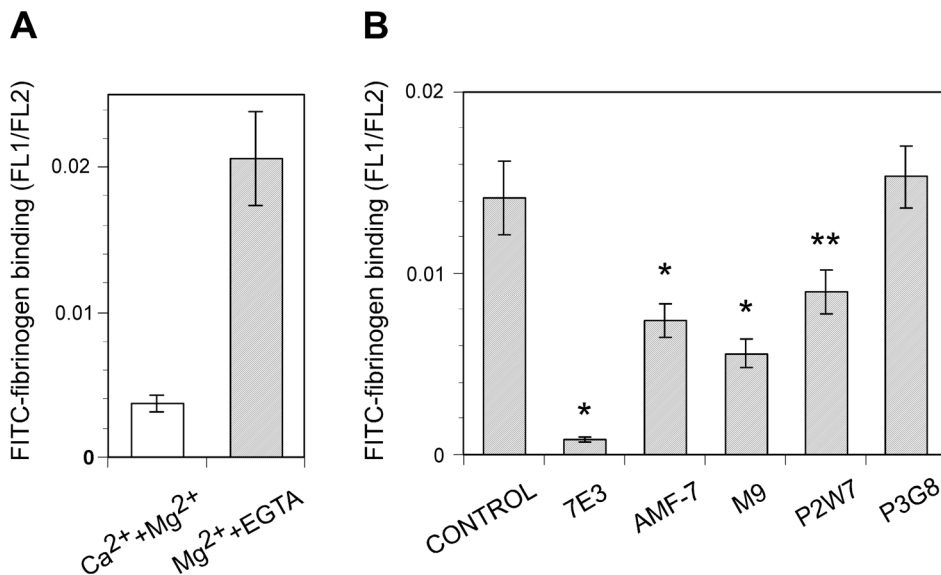 A
FITC-fibrinogen binding (FL1/FL2)
0.02
0.01
0
Ca2++Mg2+
Mg2++EGTA
B
FITC-fibrinogen binding (FL1/FL2)
0.02
0.01
0
*
*
*
**
CONTROL
7E3
AMF-7
M9
P2W7
P3G8